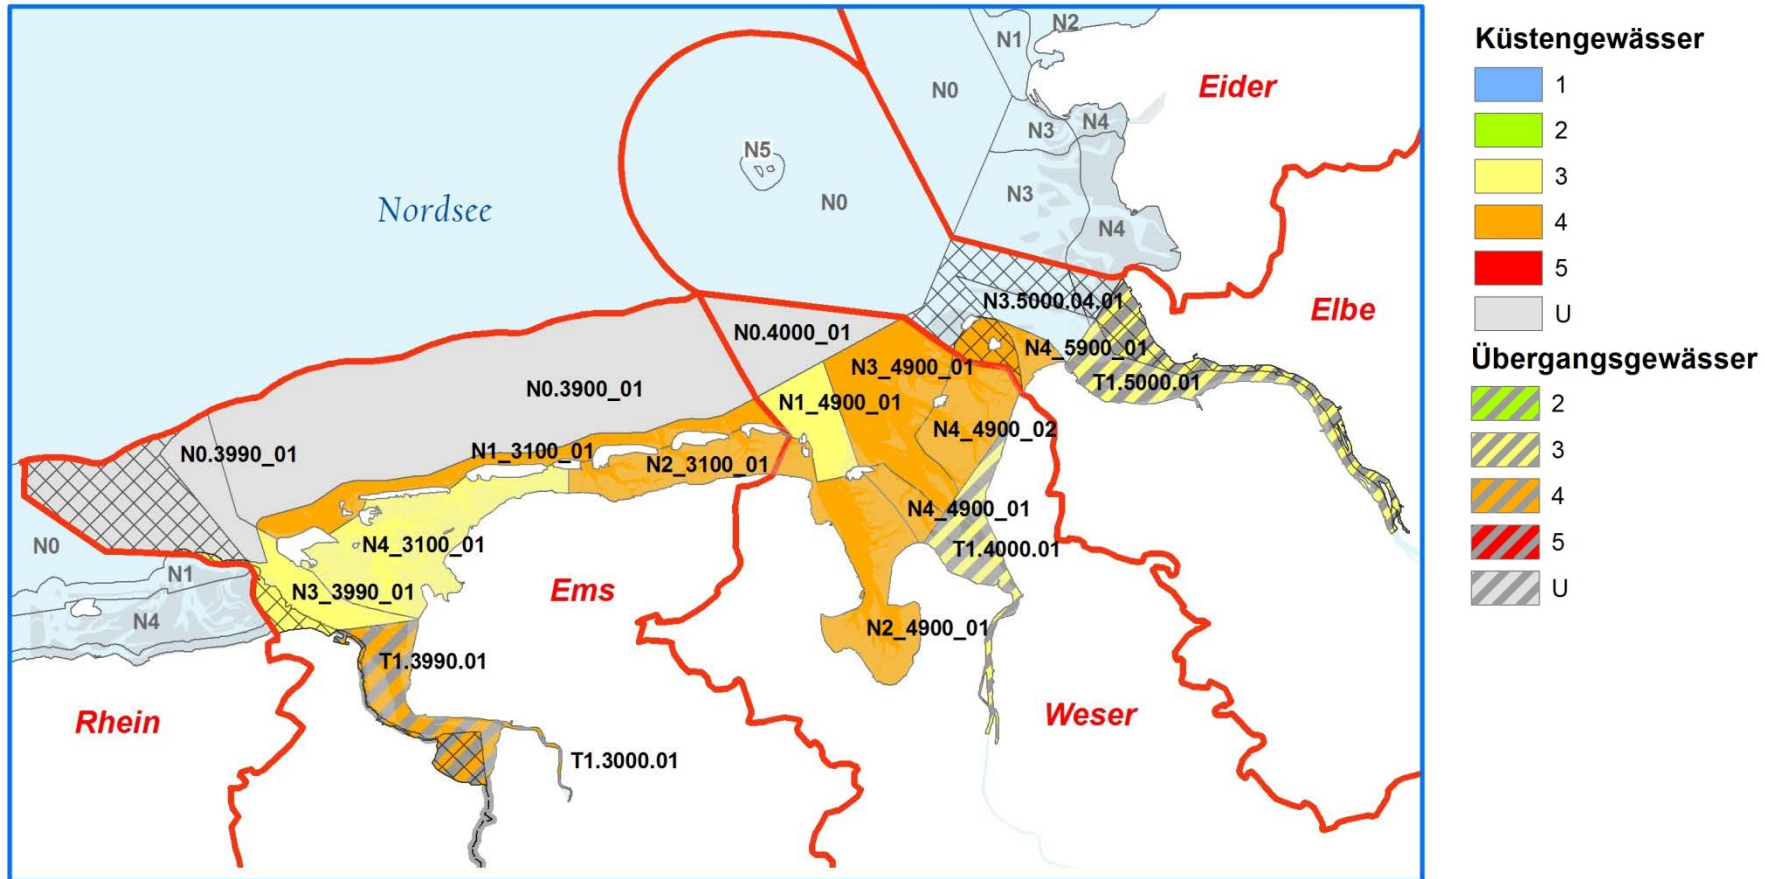 N1
N2
N0
Eider
N3
N4
N5
N0
N3
N4
Nordsee
N3.5000.04.01
Elbe
N0.4000_01
N4_5900_01
N3_4900_01
T1.5000.01
N0.3900_01
N1_4900_01
N4_4900_02
N0.3990_01
N1_3100_01
N2_3100_01
N4_4900_01
N0
N4_3100_01
T1.4000.01
N1
N3_3990_01
Ems
N4
N2_4900_01
T1.3990.01
Rhein
Weser
T1.3000.01
Küstengewässer
1
2
3
4
5
U
Übergangsgewässer
2
3
4
5
U